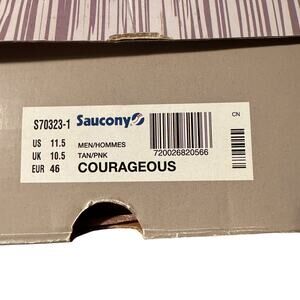 S70323-1 Saucony CN
US 11.5 MEN/HOMMES
UK 10.5 TAN/PNK 720026820566
EUR 46 COURAGEOUS